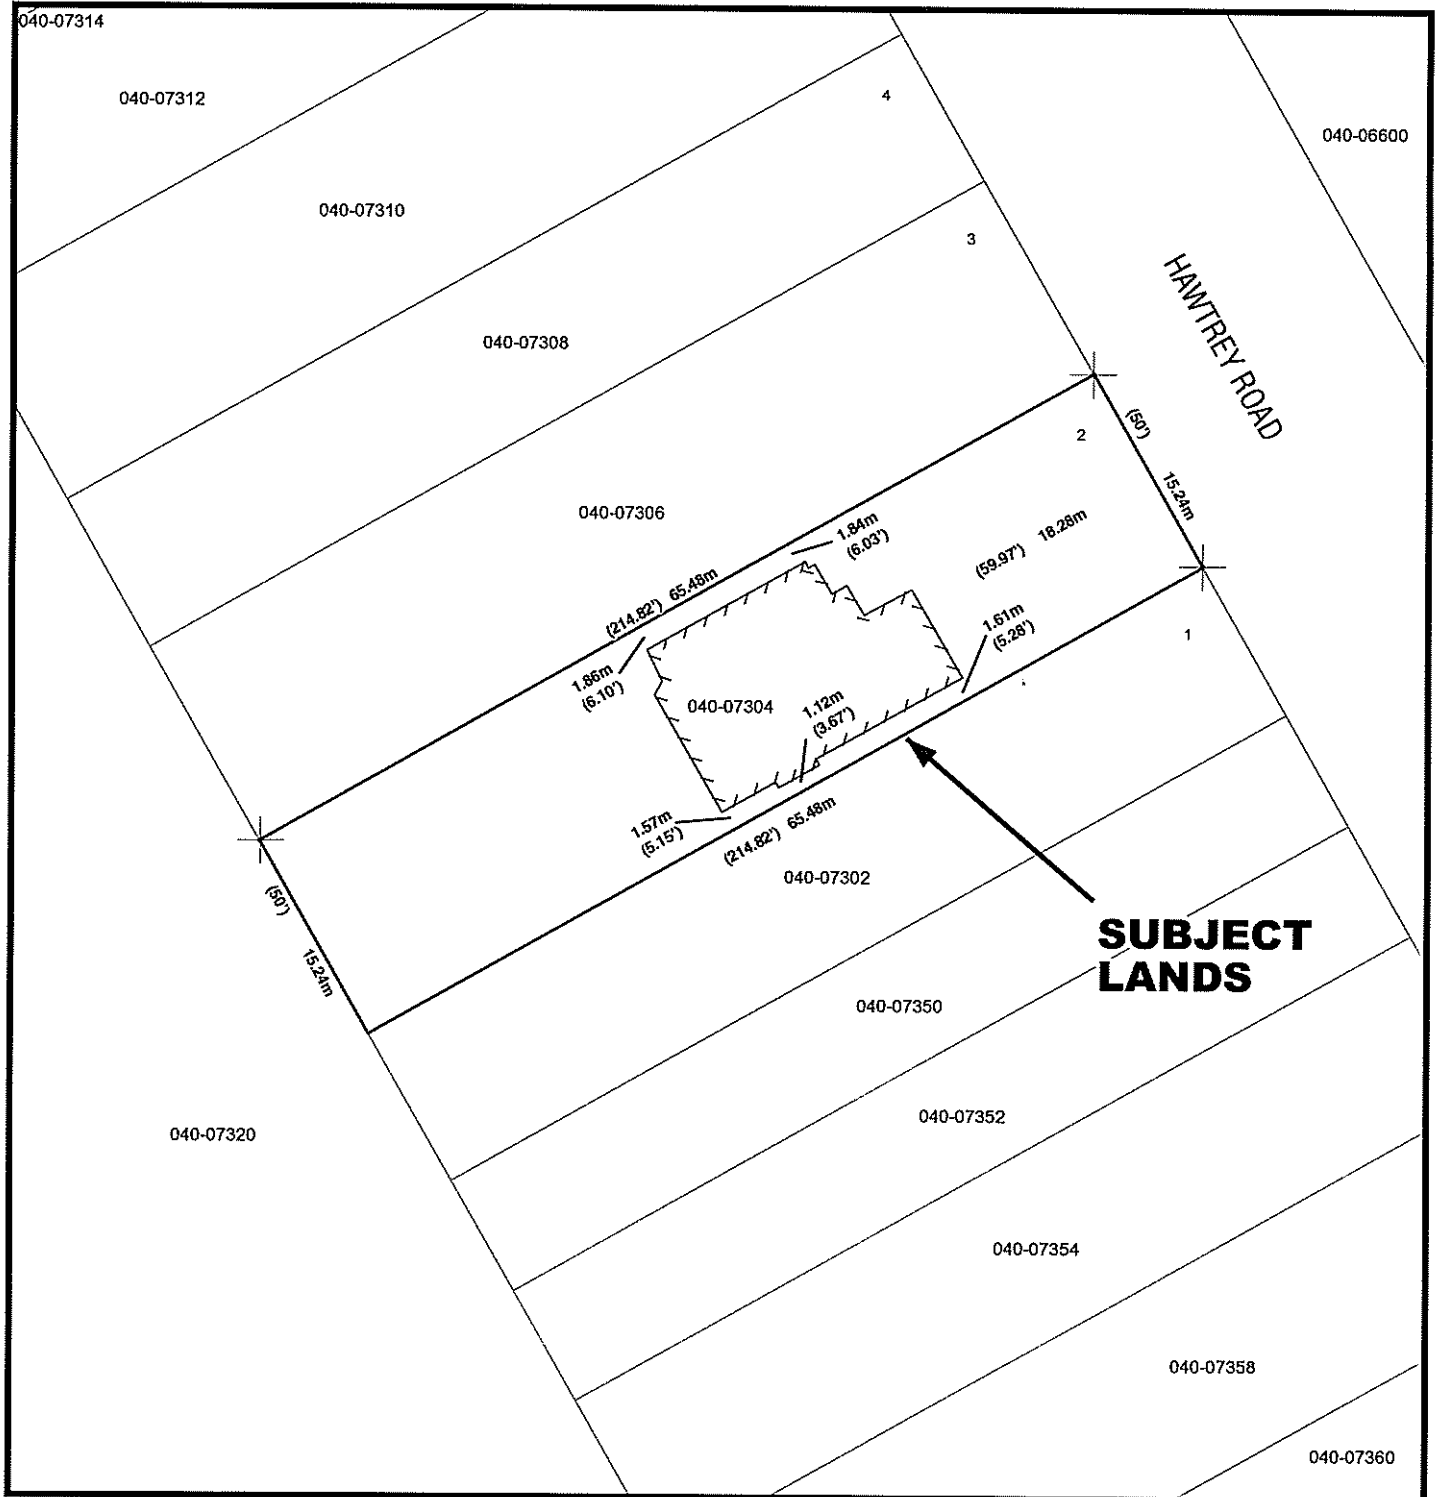 040-07314
040-07312
4
040-06600
040-07310
3
HAWTREY ROAD
040-07308
2
(50')
15.24m
040-07306
1.84m
(6.03')
(59.97') 18.28m
(214.82') 65.48m
1.61m
(5.28')
1
1.86m
(6.10')
040-07304
1.12m
(3.67')
1.57m
(5.15')
(214.82') 65.48m
040-07302
(50')
15.24m
SUBJECT
LANDS
040-07350
040-07352
040-07320
040-07354
040-07358
040-07360